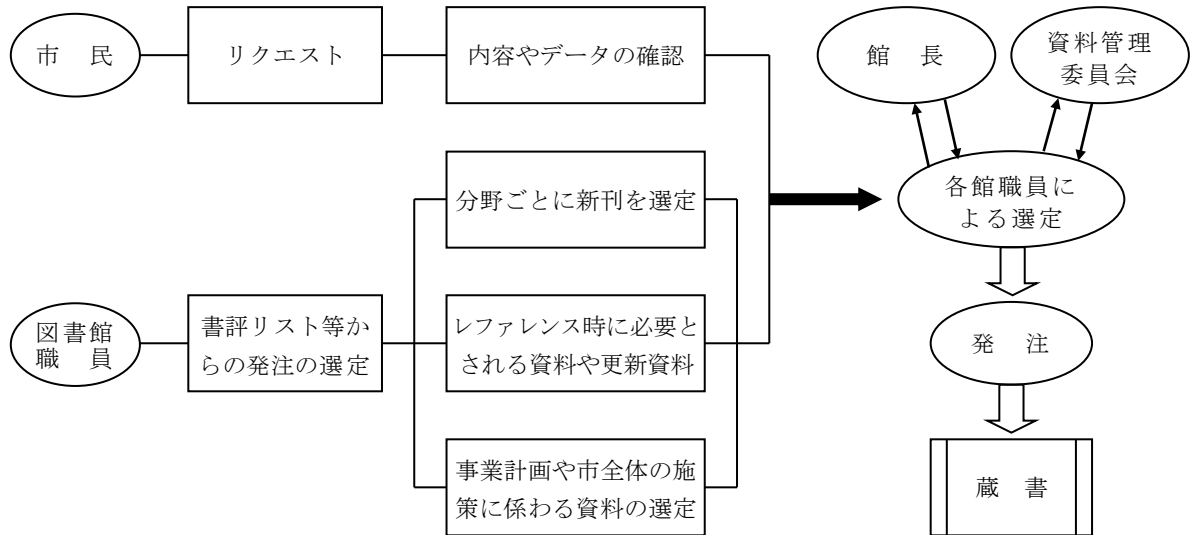 市　民
リクエスト
内容やデータの確認
館　長
資料管理
委員会
分野ごとに新刊を選定
各館職員に
よる選定
図書館
職　員
書評リスト等か
らの発注の選定
レファレンス時に必要と
される資料や更新資料
発　注
事業計画や市全体の施
策に係わる資料の選定
蔵　書